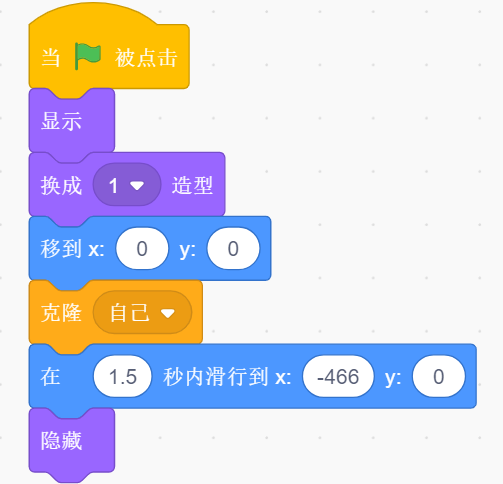 当 被点击
显示
换成 1 造型
移到 x: 0 y: 0
克隆 自己
在 1.5 秒内滑行到 x: -466 y: 0
隐藏